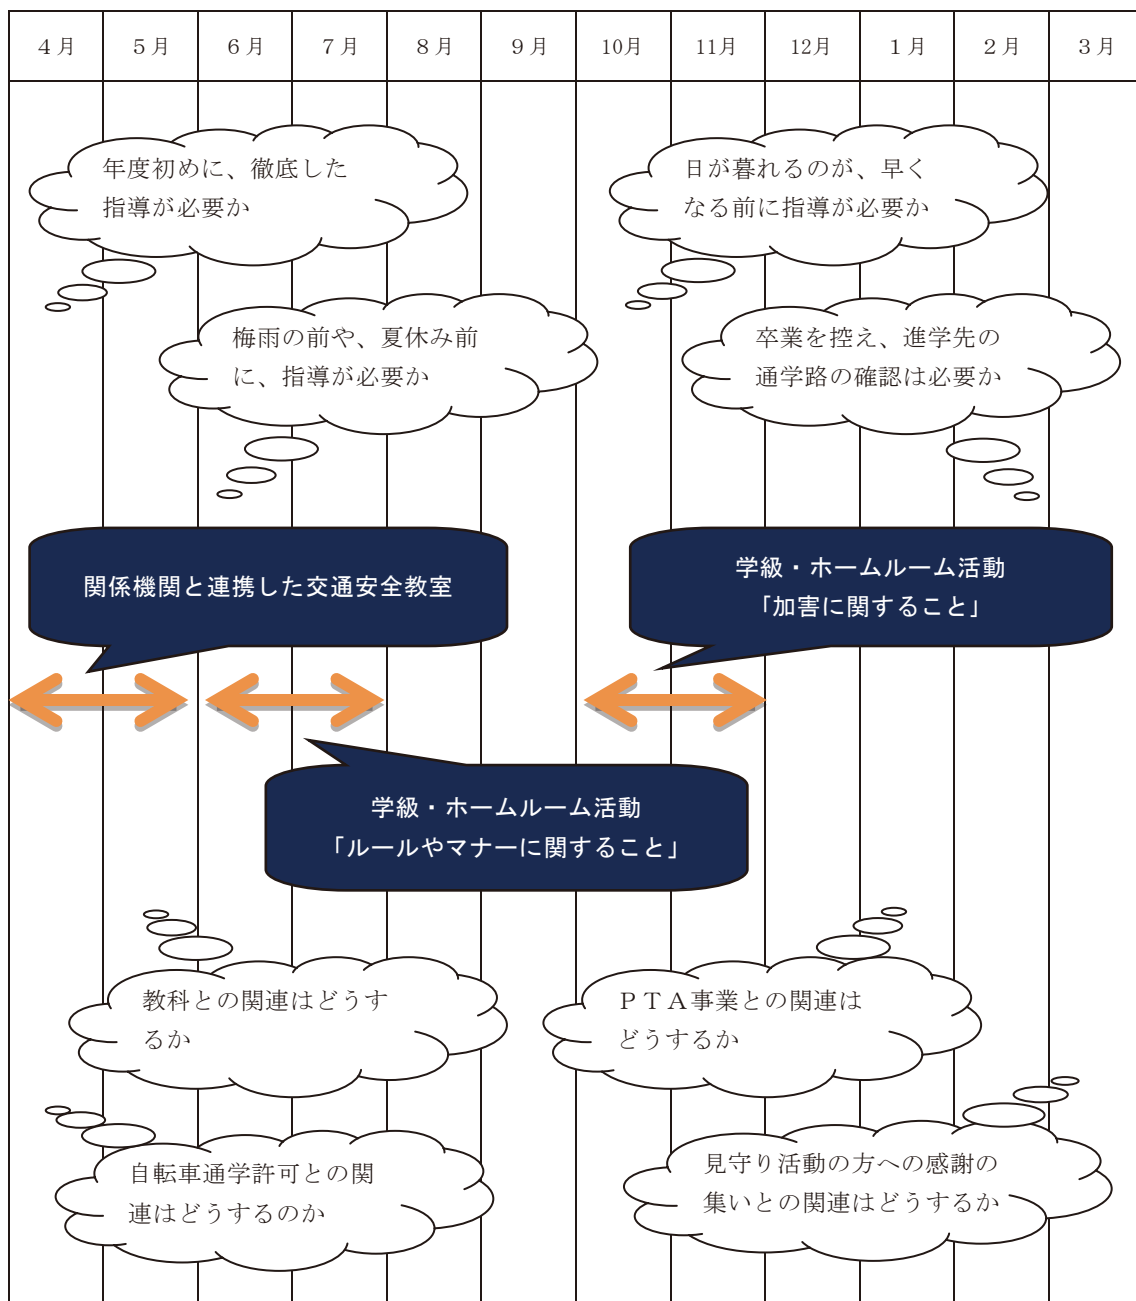 ４月 ５月 ６月 ７月 ８月 ９月 10月 11月 12月 １月 ２月 ３月
年度初めに、徹底した
指導が必要か
日が暮れるのが、早く
なる前に指導が必要か
梅雨の前や、夏休み前
に、指導が必要か
卒業を控え、進学先の
通学路の確認は必要か
関係機関と連携した交通安全教室
学級・ホームルーム活動
「加害に関すること」
学級・ホームルーム活動
「ルールやマナーに関すること」
教科との関連はどうす
るか
ＰＴＡ事業との関連は
どうするか
自転車通学許可との関
連はどうするのか
見守り活動の方への感謝の
集いとの関連はどうするか